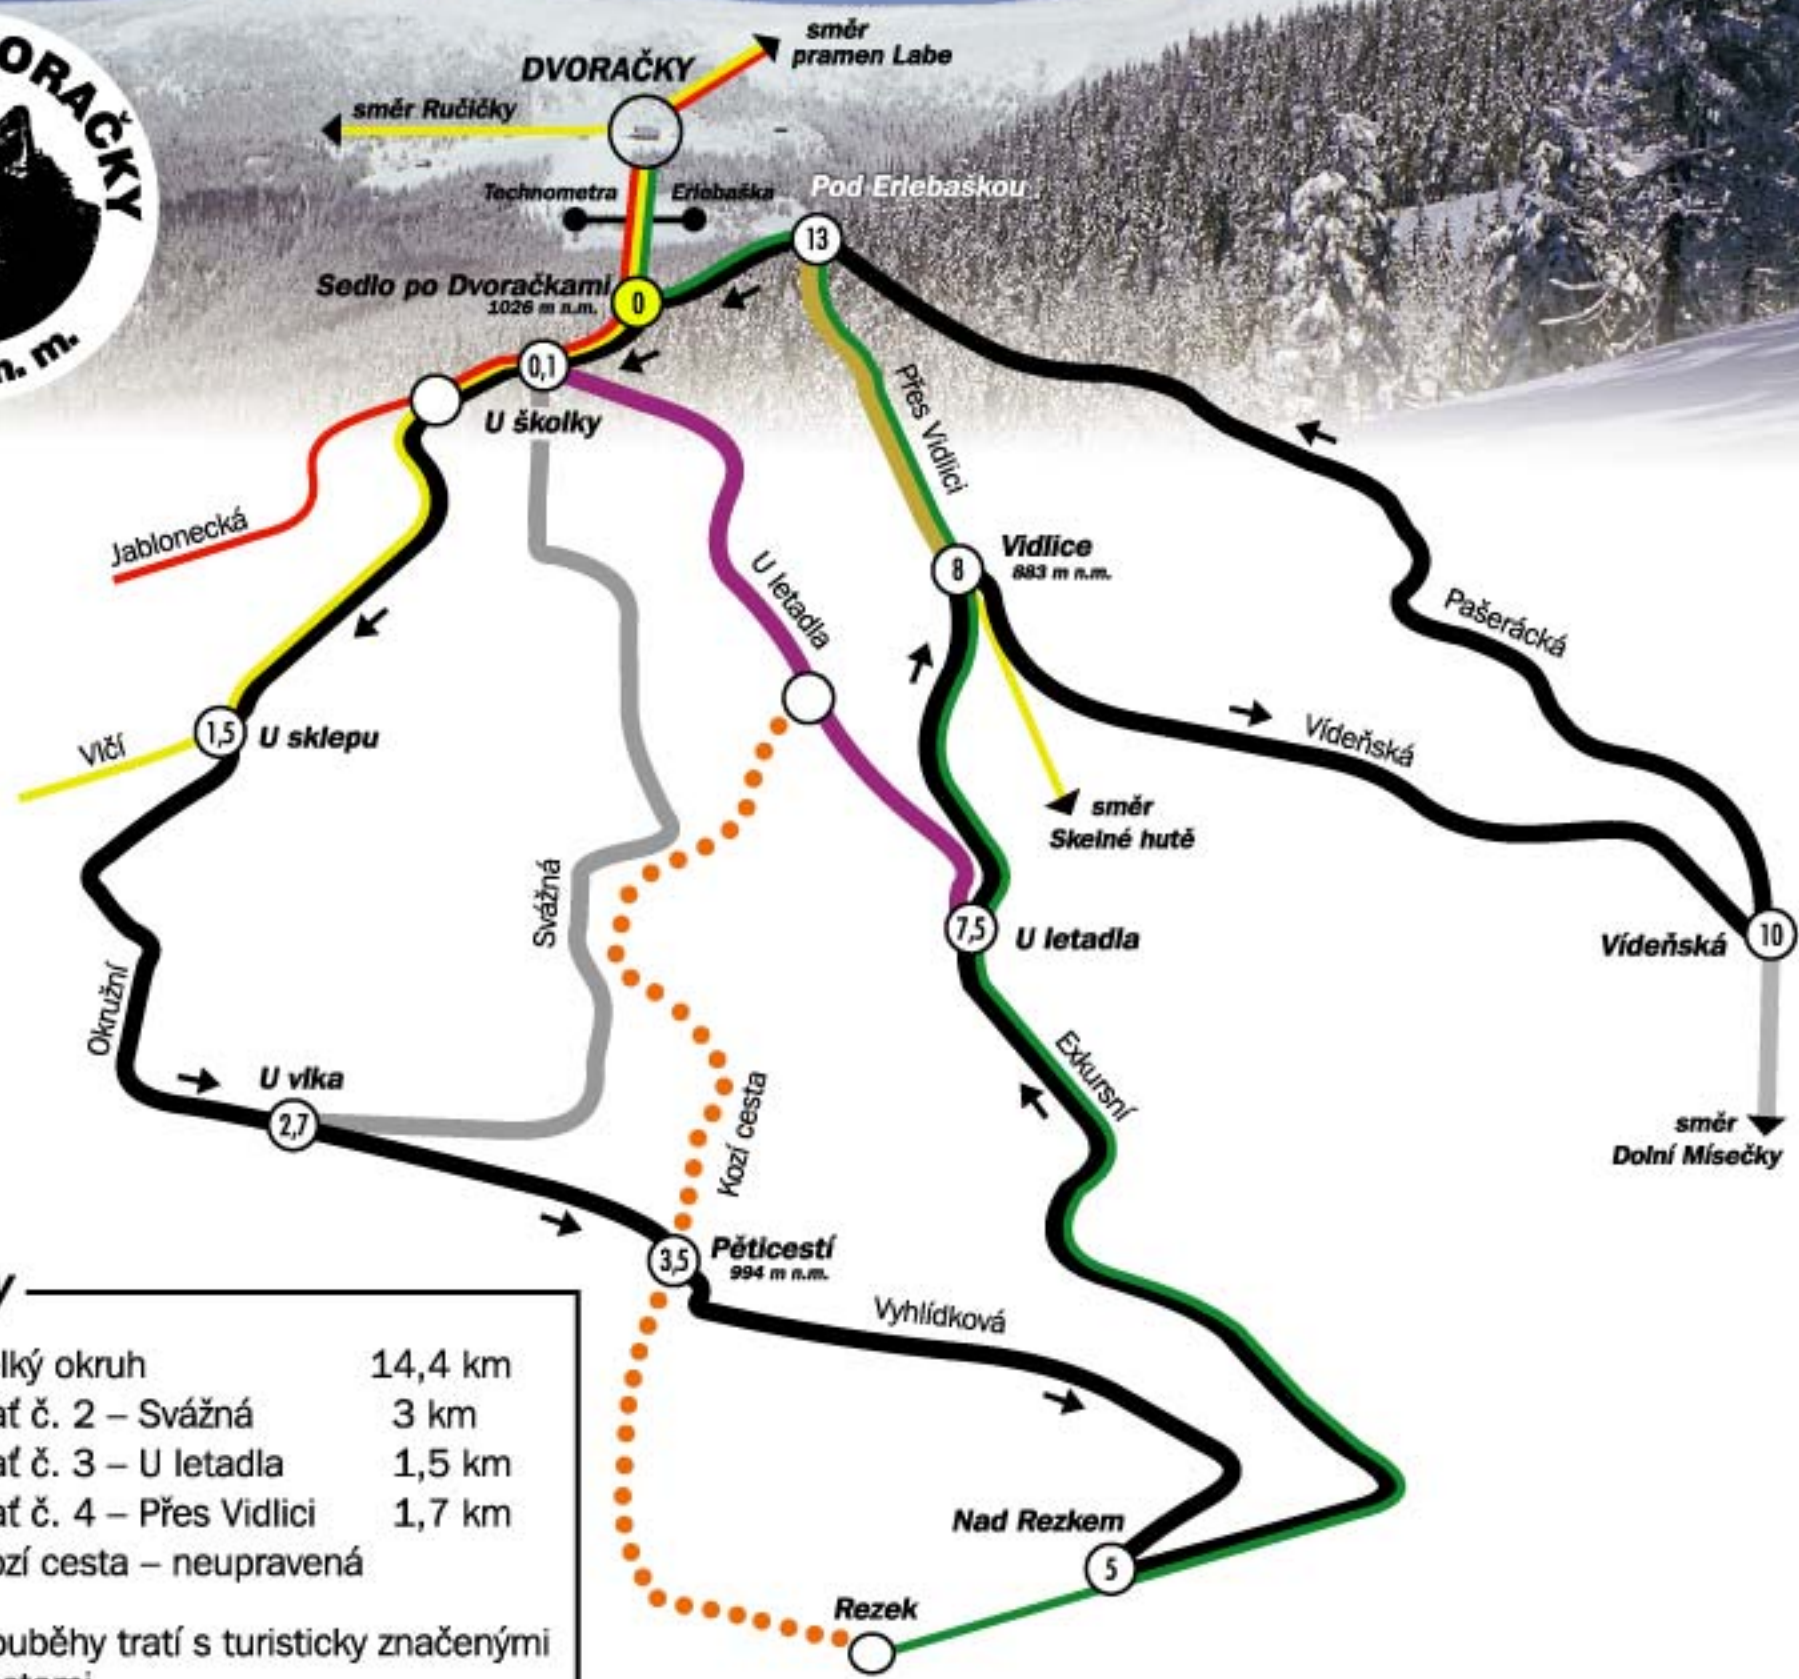 ORAČKY
n. m.
směr
pramen Labe
DVORAČKY
směr Ručičky
Technometra
Erlebaška
Pod Erlebaškou
13
Sedlo po Dvoračkami
1026 m n.m.
0
0,1
U školky
Jablonecká
Přes Vidlici
Vidlice
883 m n.m.
8
U letadla
Pašerácká
1,5
U sklepu
Vlčí
Vídeňská
směr
Skelné hutě
Svážná
7,5
U letadla
Vídeňská
10
Okružní
Exkursní
U vlka
2,7
Kozí cesta
směr
Dolní Mísečky
3,5
Pěticestí
994 m n.m.
Vyhlídková
Y
lký okruh 14,4 km
ať č. 2 – Svážná 3 km
ať č. 3 – U letadla 1,5 km
ať č. 4 – Přes Vidlici 1,7 km
ozí cesta – neupravená
ouběhy tratí s turisticky značenými
Nad Rezkem
5
Rezek